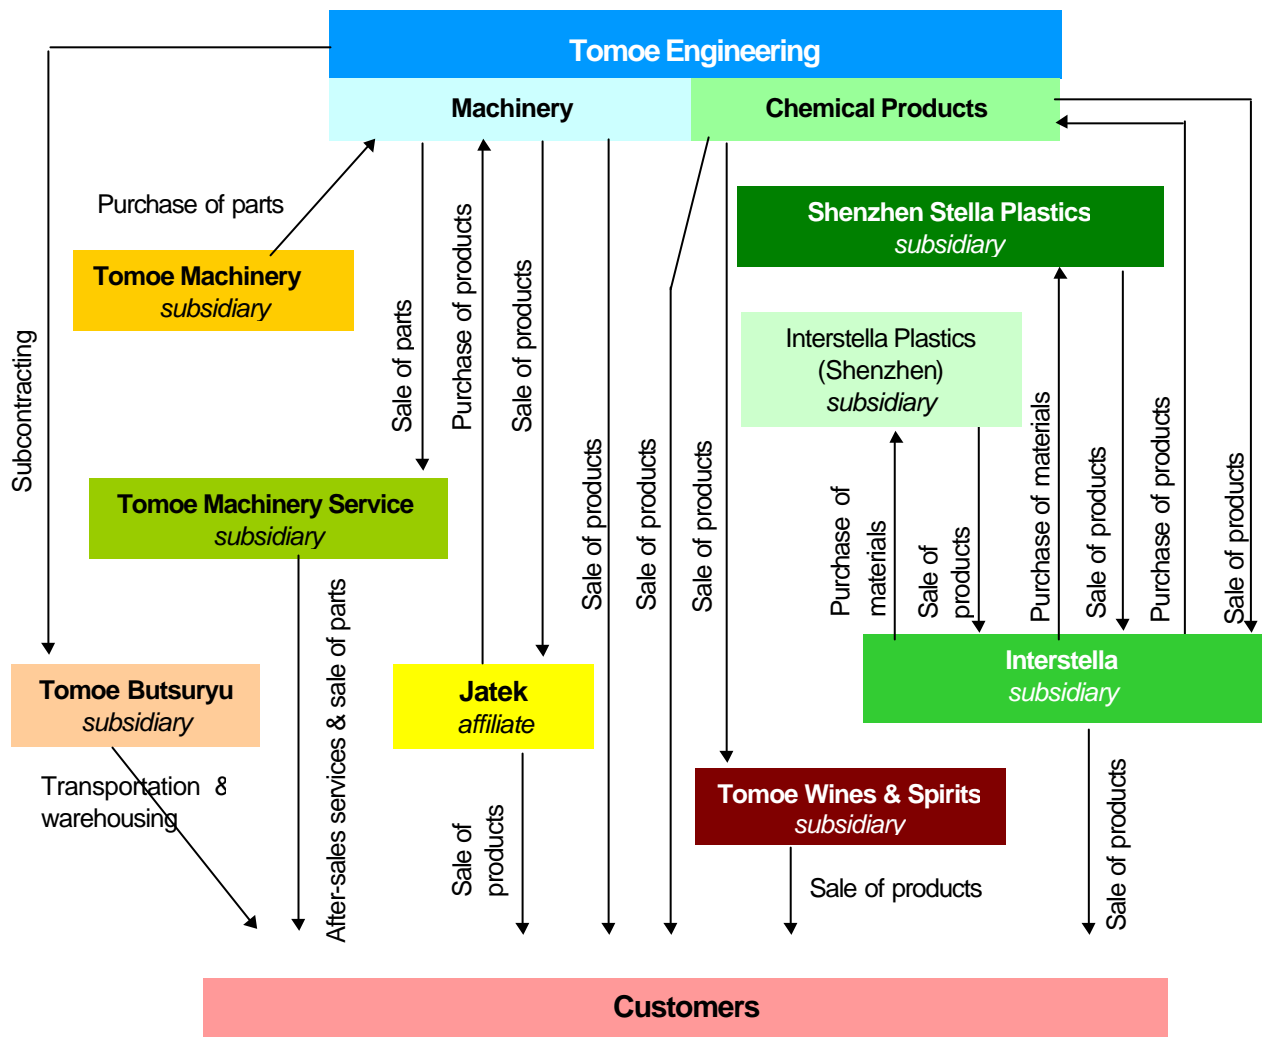 Tomoe Engineering
Machinery
Chemical Products
Purchase of parts
Shenzhen Stella Plastics
subsidiary
Tomoe Machinery
subsidiary
Interstella Plastics
(Shenzhen)
subsidiary
Subcontracting
Sale of parts
Purchase of products
Sale of products
Sale of products
Sale of products
Sale of products
Purchase of
materials
Sale of
products
Purchase of materials
Sale of products
Purchase of products
Sale of products
Tomoe Machinery Service
subsidiary
After-sales services & sale of parts
Tomoe Butsuryu
subsidiary
Jatek
affiliate
Interstella
subsidiary
Transportation &
warehousing
Sale of
products
Tomoe Wines & Spirits
subsidiary
Sale of products
Sale of products
Customers